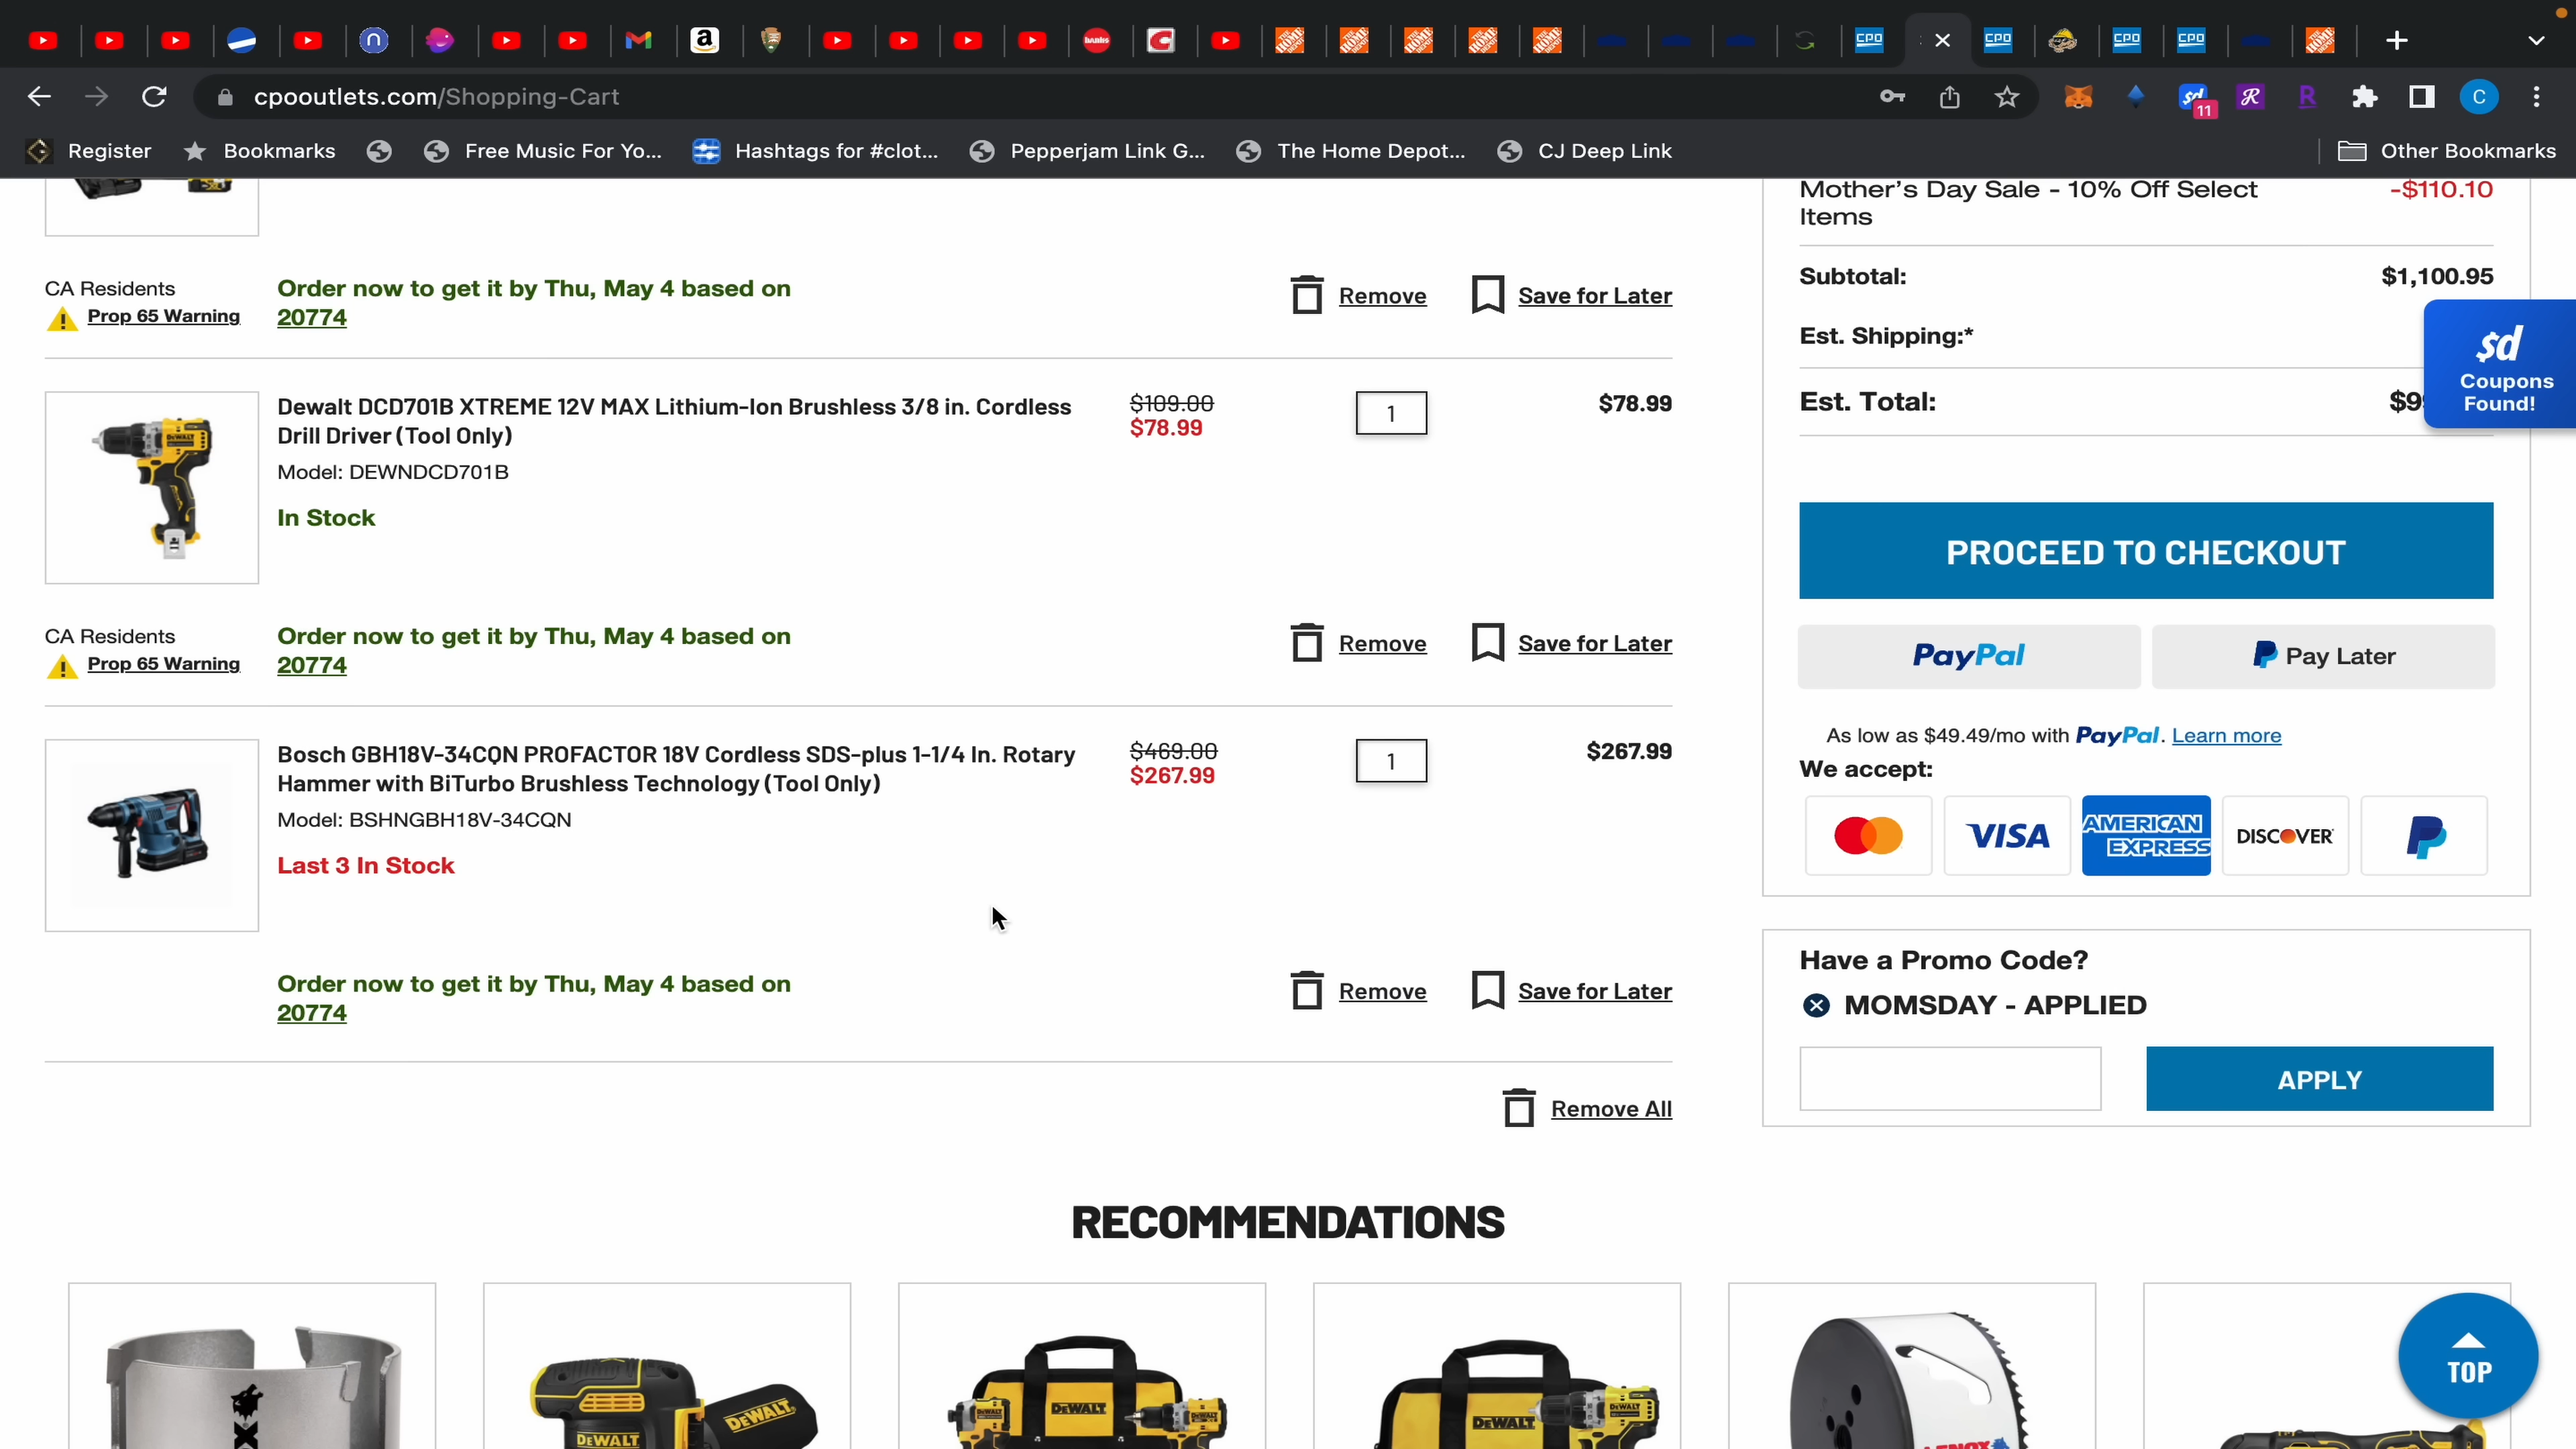 cpooutlets.com/Shopping-Cart
11
C
Register
Bookmarks
Free Music For Yo...
Hashtags for #clot...
Pepperjam Link G...
The Home Depot...
CJ Deep Link
Other Bookmarks
CA Residents
Prop 65 Warning
Order now to get it by Thu, May 4 based on
20774
Remove
Save for Later
Dewalt DCD701B XTREME 12V MAX Lithium-Ion Brushless 3/8 in. Cordless
Drill Driver (Tool Only)
Model: DEWNDCD701B
In Stock
$109.00
$78.99
1
$78.99
CA Residents
Prop 65 Warning
Order now to get it by Thu, May 4 based on
20774
Remove
Save for Later
Bosch GBH18V-34CQN PROFACTOR 18V Cordless SDS-plus 1-1/4 In. Rotary
Hammer with BiTurbo Brushless Technology (Tool Only)
Model: BSHNGBH18V-34CQN
Last 3 In Stock
$469.00
$267.99
1
$267.99
Order now to get it by Thu, May 4 based on
20774
Remove
Save for Later
Remove All
Mother's Day Sale - 10% Off Select
Items
-$110.10
Subtotal:
$1,100.95
Est. Shipping:*
Est. Total:
sd
Coupons
Found!
PROCEED TO CHECKOUT
PayPal
Pay Later
As low as $49.49/mo with PayPal. Learn more
We accept:
VISA
AMERICAN
EXPRESS
DISCOVER
Have a Promo Code?
MOMSDAY - APPLIED
APPLY
RECOMMENDATIONS
DEWALT
DEWALT
DEWALT
DEWALT
LENOX
TOP